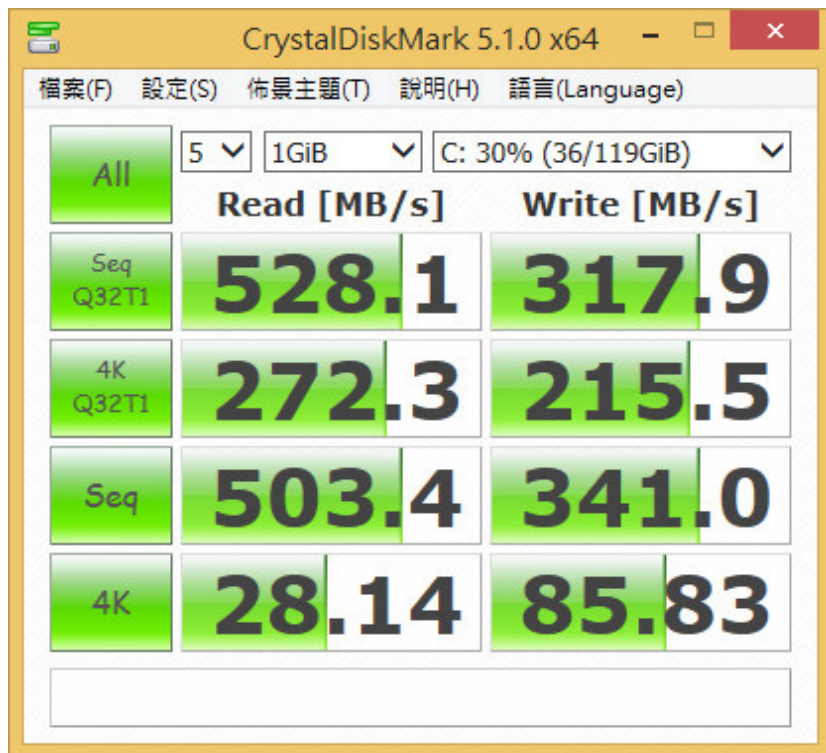 CrystalDiskMark 5.1.0 x64
檔案(F) 設定(S) 佈景主題(T) 說明(H) 語言(Language)
All 5 1GiB C: 30% (36/119GiB)
Read [MB/s] Write [MB/s]
Seq Q32T1 528.1 317.9
4K Q32T1 272.3 215.5
Seq 503.4 341.0
4K 28.14 85.83